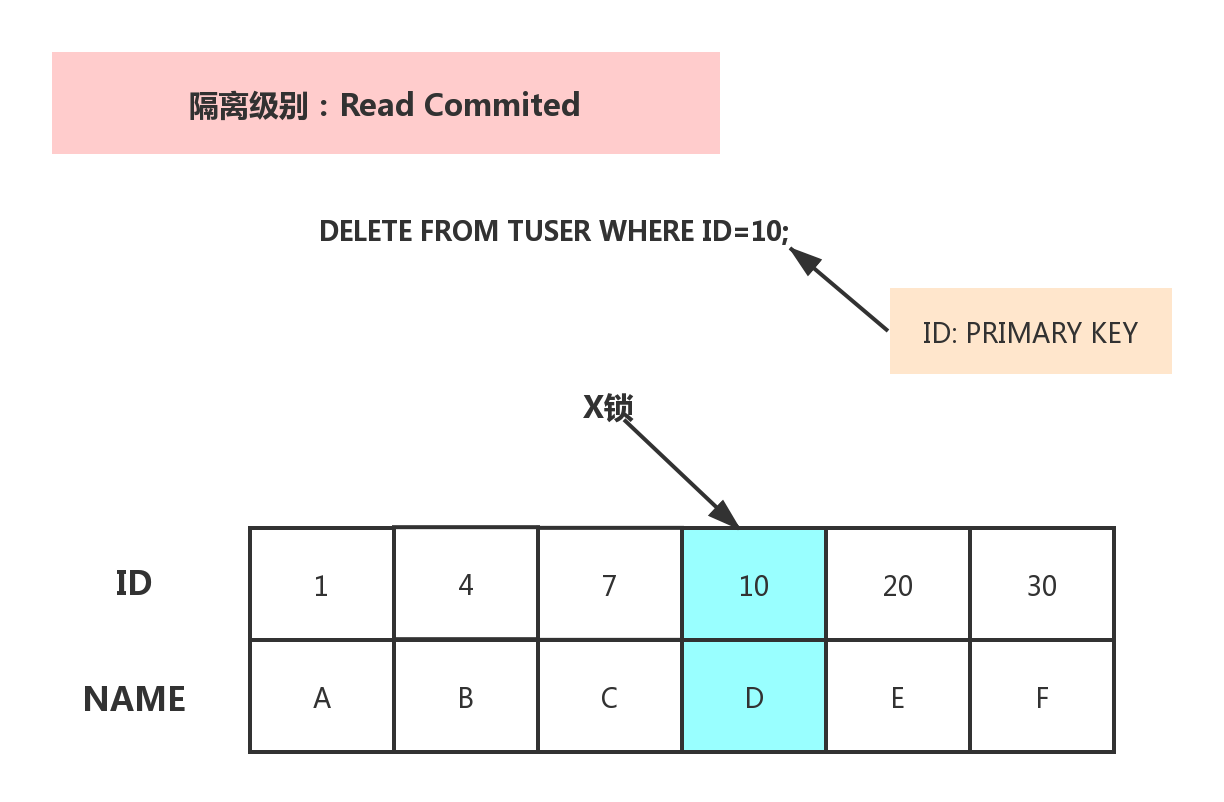 隔离级别：Read Commited
DELETE FROM TUSER WHERE ID=10;
ID: PRIMARY KEY
X锁
ID 1 4 7 10 20 30
NAME A B C D E F